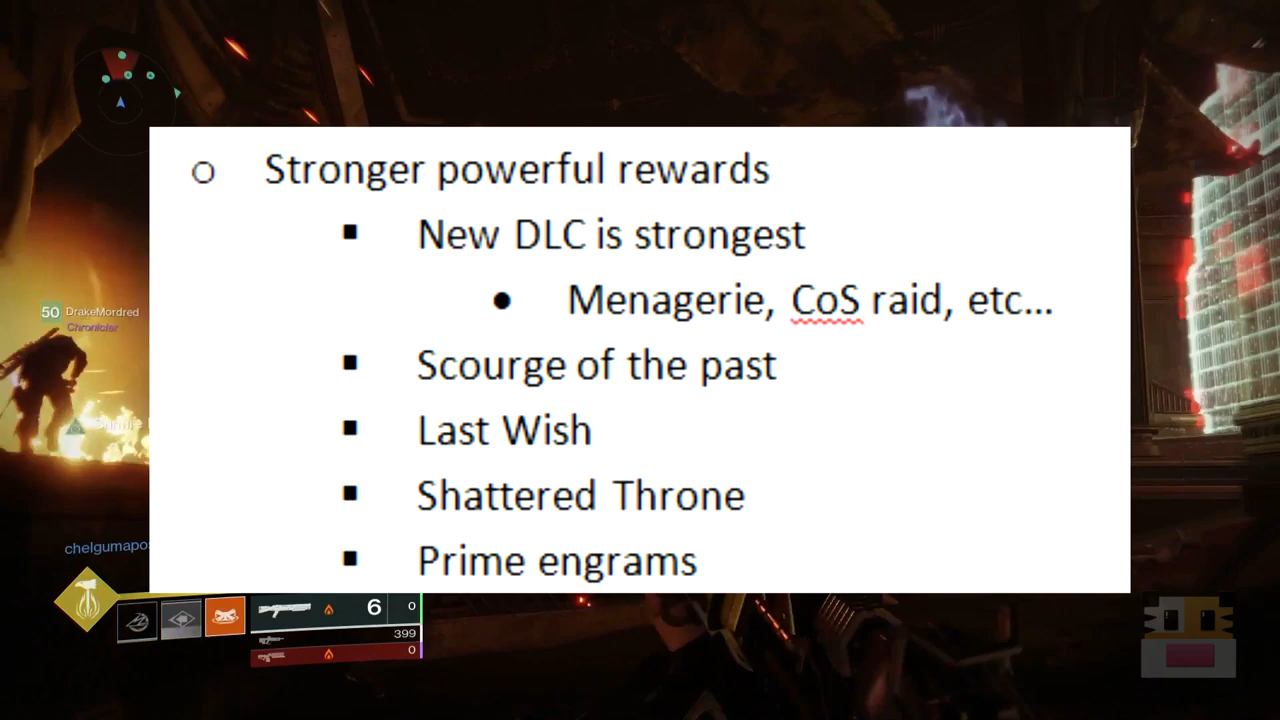 Stronger powerful rewards
New DLC is strongest
Menagerie, CoS raid, etc...
Scourge of the past
Last Wish
Shattered Throne
Prime engrams
50 DrakeMordred
Chronicler
chelgumapo
6 0
399
0